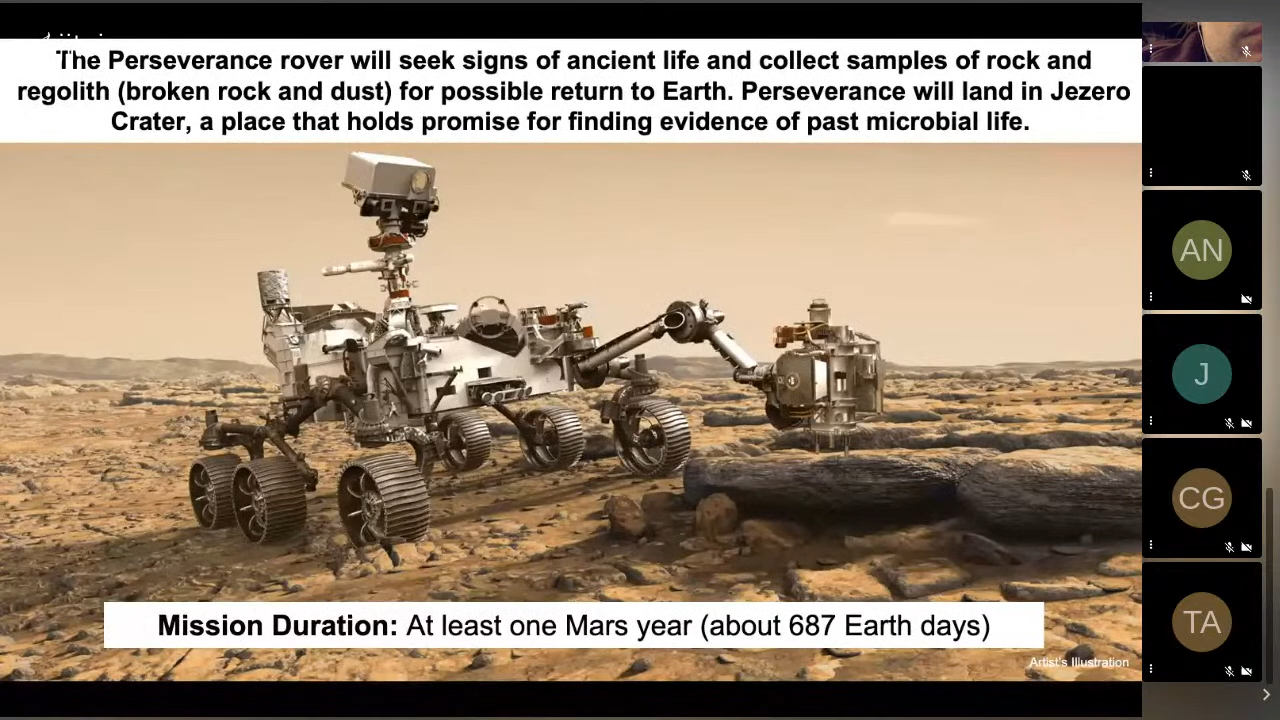 The Perseverance rover will seek signs of ancient life and collect samples of rock and
regolith (broken rock and dust) for possible return to Earth. Perseverance will land in Jezero
Crater, a place that holds promise for finding evidence of past microbial life.
AN
J
CG
TA
Mission Duration: At least one Mars year (about 687 Earth days)
Artist's Illustration